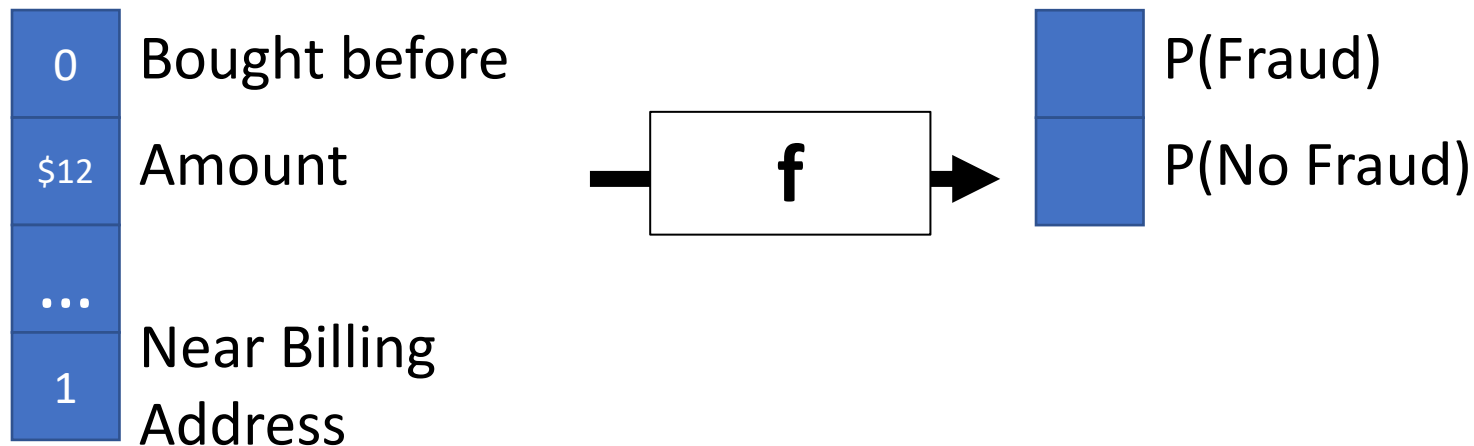 0 Bought before
$12 Amount
...
1 Near Billing
Address
f
P(Fraud)
P(No Fraud)